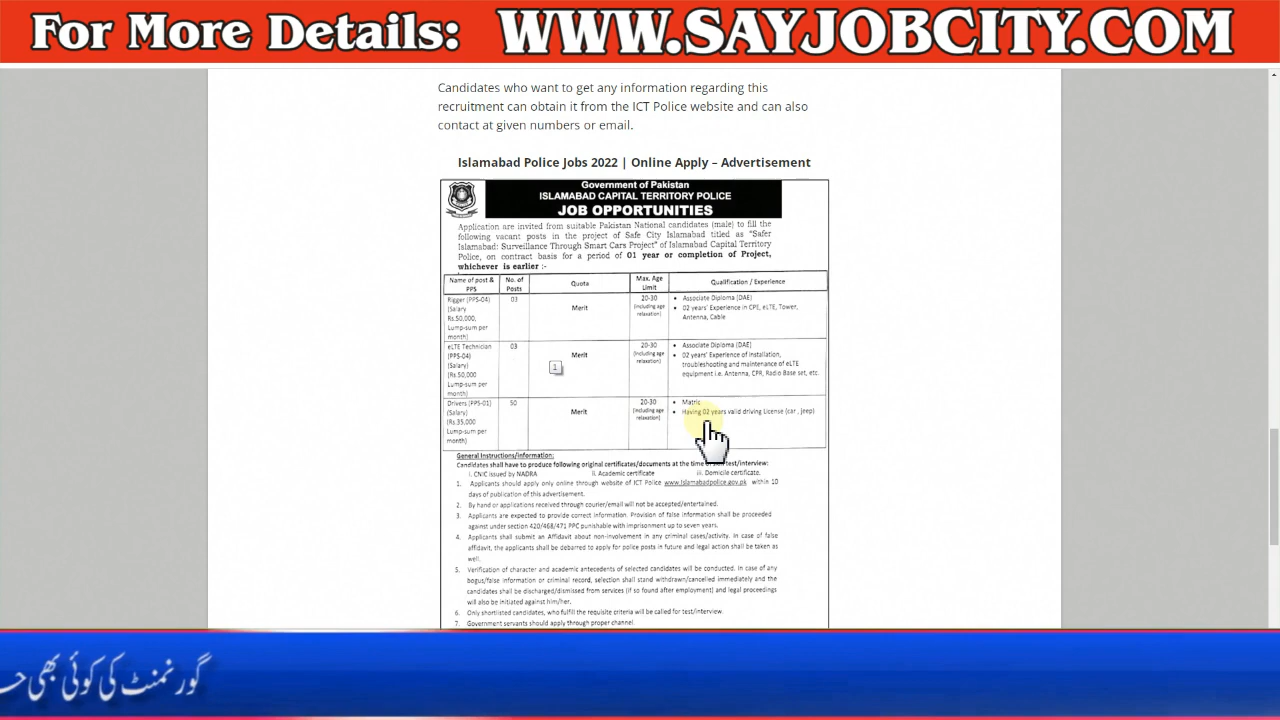 For More Details: WWW.SAYJOBCITY.COM
Candidates who want to get any information regarding this
recruitment can obtain it from the ICT Police website and can also
contact at given numbers or email.
Islamabad Police Jobs 2022 | Online Apply – Advertisement
Government of Pakistan
ISLAMABAD CAPITAL TERRITORY POLICE
JOB OPPORTUNITIES
Application are invited from suitable Pakistan National candidates (male) to fill the
following vacant posts in the project of Safe City Islamabad titled as "Safer
Islamabad: Surveillance Through Smart Cars Project" of Islamabad Capital Territory
Police, on contract basis for a period of 01 year or completion of Project,
whichever is earlier :-
Name of post & PPS
No. of Posts
Quota
Max. Age Limit
Qualification / Experience
Rigger (PPS-04)
(Salary
Rs.50,000,
Lump-sum per
month)
03
Merit
20-30
(including age
relaxation)
• Associate Diploma (DAE)
• 02 years' Experience in CPE, eLTE, Tower,
Antenna, Cable
eLTE Technician
(PPS-04)
(Salary)
(Rs.50,000
Lump-sum per
month)
03
Merit
1
20-30
(including age
relaxation)
• Associate Diploma (DAE)
• 02 years' Experience of installation,
troubleshooting and maintenance of eLTE
equipment i.e. Antenna, CPR, Radio Base set, etc.
Drivers (PPS-01)
(Salary)
(Rs.35,000
Lump-sum per
month)
50
Merit
20-30
(including age
relaxation)
• Matric
• Having 02 years valid driving License (car , jeep)
General Instructions/information:
Candidates shall have to produce following original certificates/documents at the time test/interview:
i. CNIC issued by NADRA ii. Academic certificate iii. Domicile certificate.
1. Applicants should apply only online through website of ICT Police www.islamabadpolice.gov.pk within 10
days of publication of this advertisement.
2. By hand or applications received through courier/email will not be accepted/entertained.
3. Applicants are expected to provide correct information. Provision of false information shall be proceeded
against under section 420/468/471 PPC punishable with imprisonment up to seven years.
4. Applicants shall submit an Affidavit about non-involvement in any criminal cases/activity. In case of false
affidavit, the applicants shall be debarred to apply for police posts in future and legal action shall be taken as
well.
5. Verification of character and academic antecedents of selected candidates will be conducted. In case of any
bogus/false information or criminal record, selection shall stand withdrawn/cancelled immediately and the
candidates shall be discharged/dismissed from services (if so found after employment) and legal proceedings
will also be initiated against him/her.
6. Only shortlisted candidates, who fulfill the requisite criteria will be called for test/interview.
7. Government servants should apply through proper channel.
گورنمنٹ کی کوئی بھی